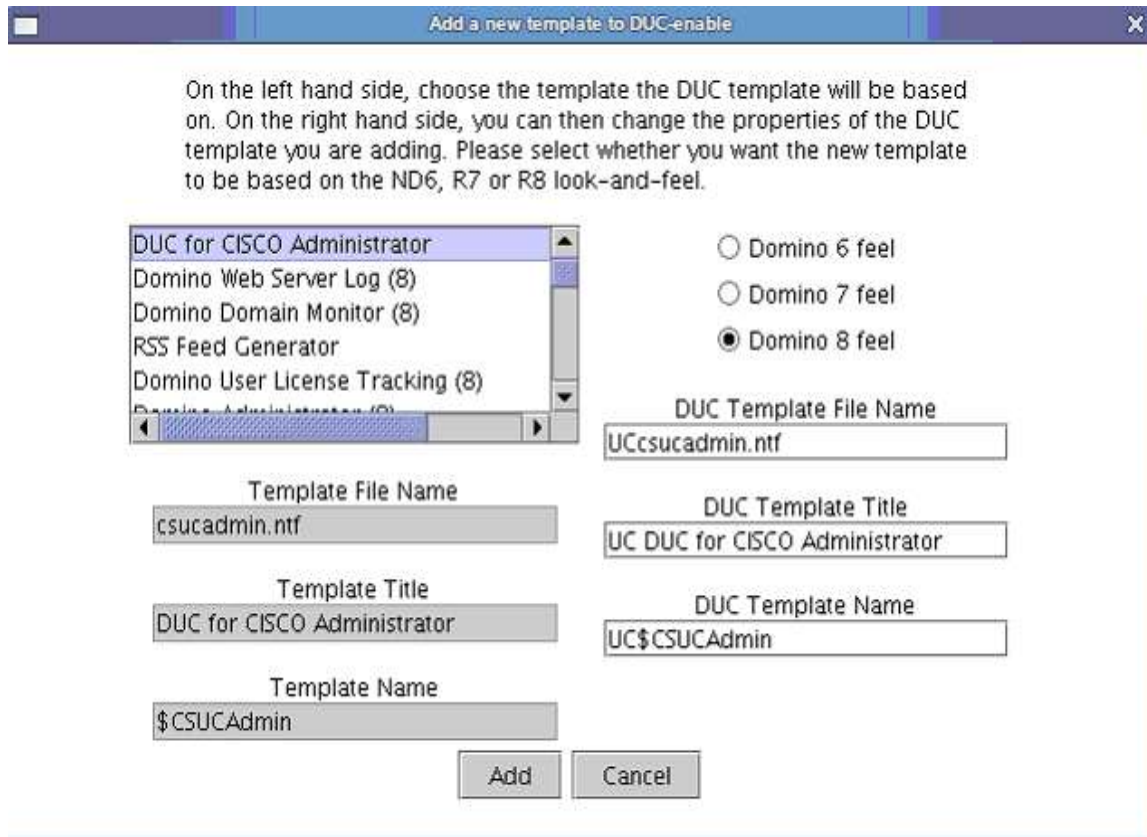 Add a new template to DUC-enable
On the left hand side, choose the template the DUC template will be based
on. On the right hand side, you can then change the properties of the DUC
template you are adding. Please select whether you want the new template
to be based on the ND6, R7 or R8 look-and-feel.
DUC for CISCO Administrator
Domino Web Server Log (8)
Domino Domain Monitor (8)
RSS Feed Generator
Domino User License Tracking (8)
Domino Administrator (8)
Domino 6 feel
Domino 7 feel
Domino 8 feel
Template File Name
csucadmin.ntf
Template Title
DUC for CISCO Administrator
Template Name
$CSUCAdmin
DUC Template File Name
UCcsucadmin.ntf
DUC Template Title
UC DUC for CISCO Administrator
DUC Template Name
UC$CSUCAdmin
Add
Cancel